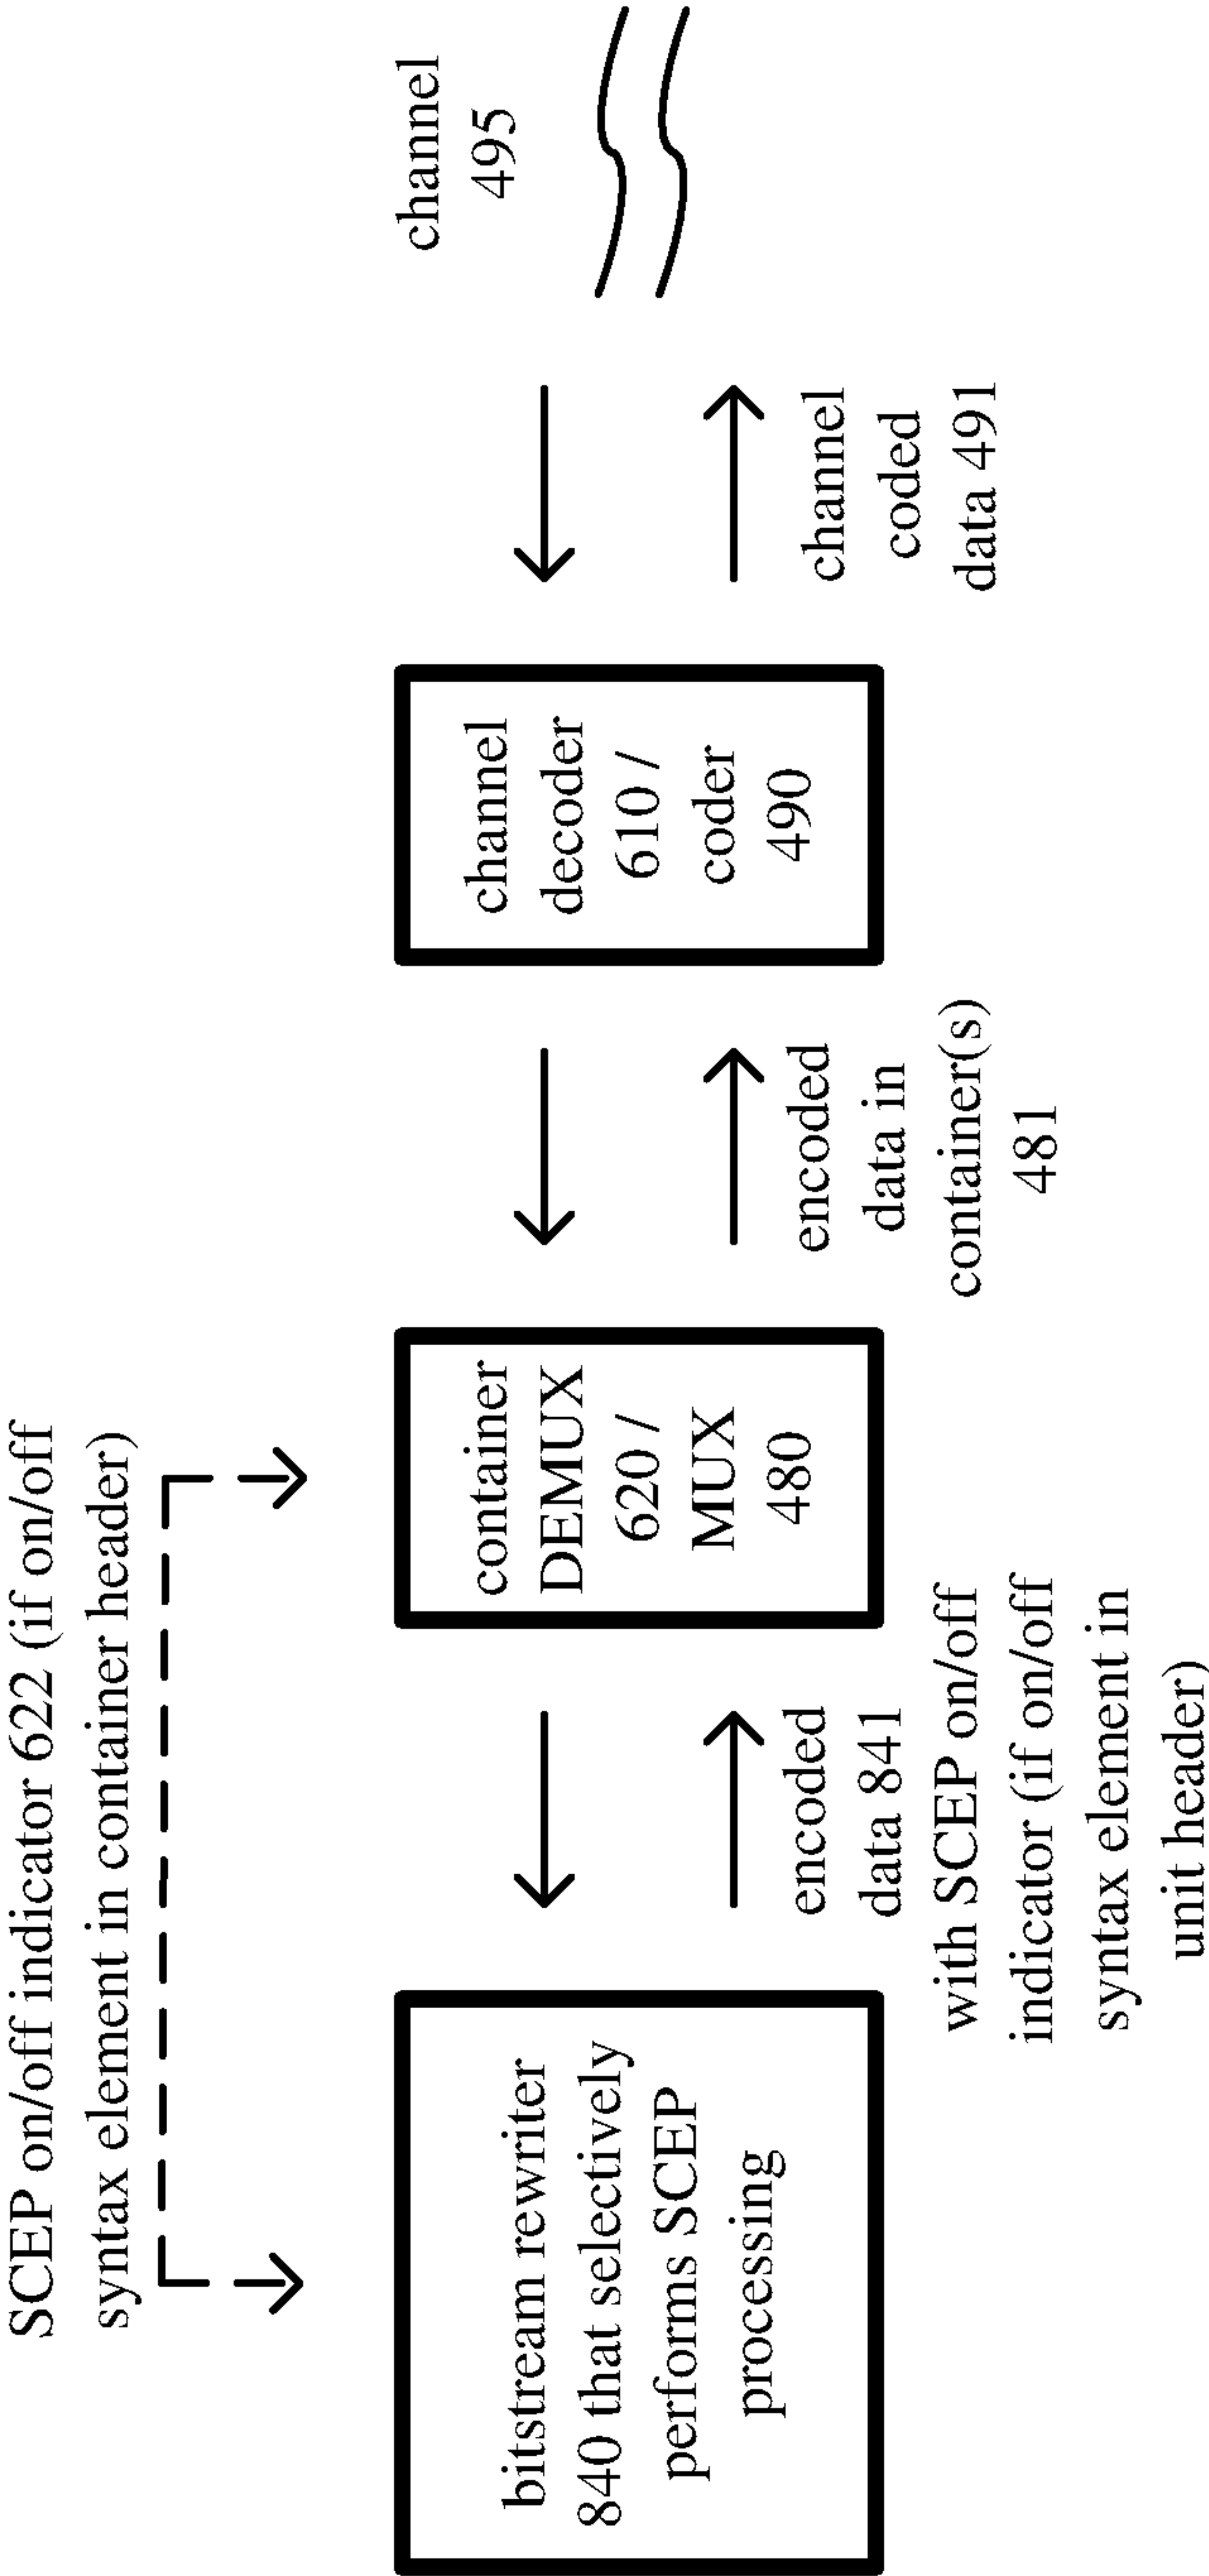 SCEP on/off indicator 622 (if on/off
syntax element in container header)
bitstream rewriter
840 that selectively
performs SCEP
processing
encoded
data 841
with SCEP on/off
indicator (if on/off
syntax element in
unit header)
container
DEMUX
620 /
MUX
480
encoded
data in
container(s)
481
channel
decoder
610 /
coder
490
channel
coded
data 491
channel
495